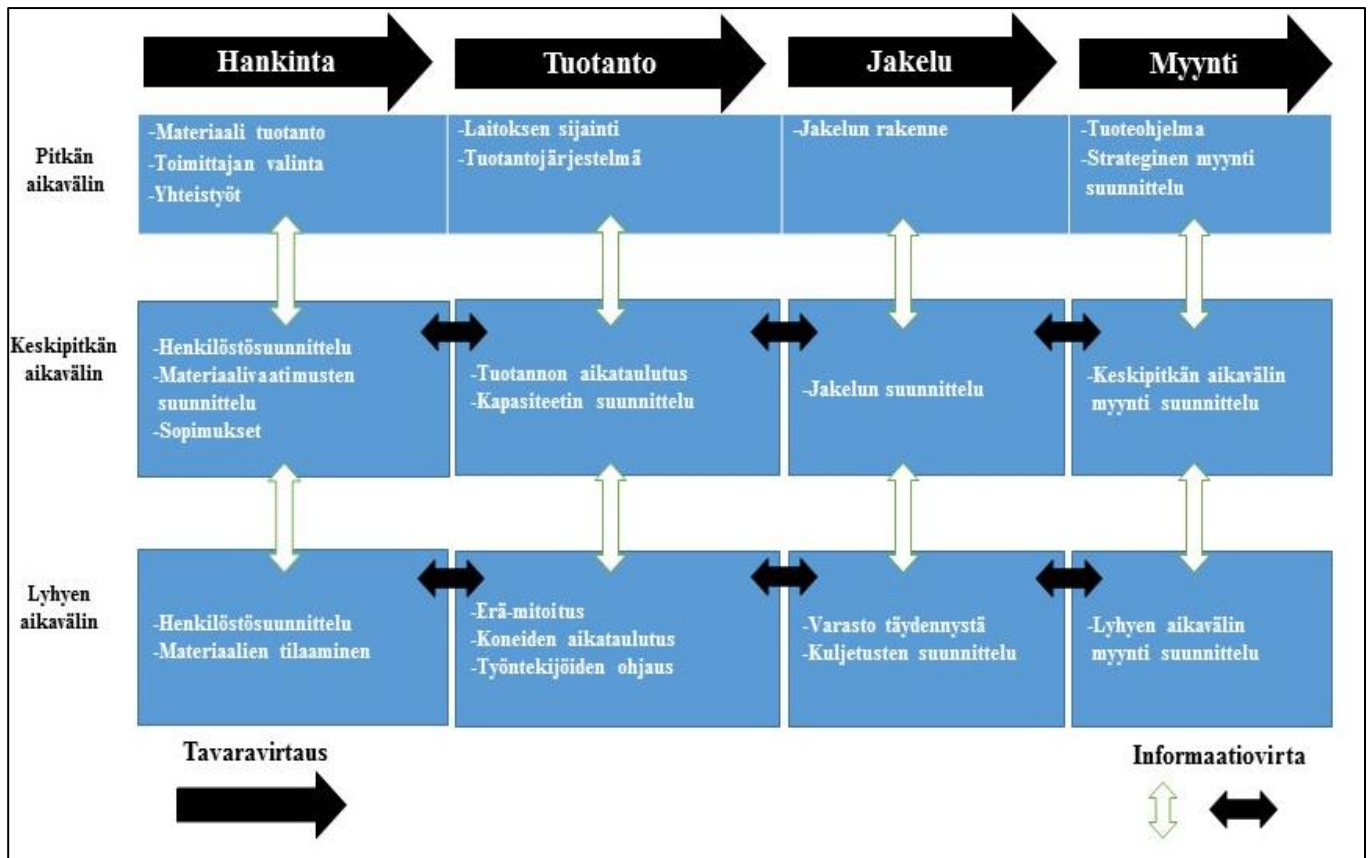 Hankinta
Tuotanto
Jakelu
Myynti
Pitkän
aikavälin
-Materiaali tuotanto
-Toimittajan valinta
-Yhteistyöt
-Laitoksen sijainti
-Tuotantojärjestelmä
-Jakelun rakenne
-Tuoteohjelma
-Strateginen myynti
suunnittelu
Keskipitkän
aikavälin
-Henkilöstösuunnittelu
-Materiaalivaatimusten
suunnittelu
-Sopimukset
-Tuotannon aikataulutus
-Kapasiteetin suunnittelu
-Jakelun suunnittelu
-Keskipitkän aikavälin
myynti suunnittelu
Lyhyen
aikavälin
-Henkilöstösuunnittelu
-Materiaalien tilaaminen
-Erä-mitoitus
-Koneiden aikataulutus
-Työntekijöiden ohjaus
-Varasto täydennystä
-Kuljetusten suunnittelu
-Lyhyen aikavälin
myynti suunnittelu
Tavaravirtaus
Informaatiovirta